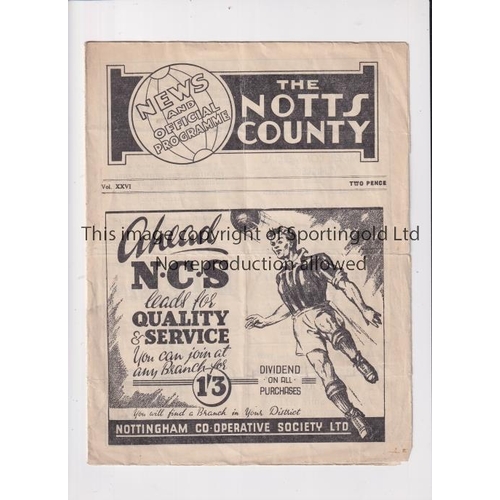 NEWS
AND
OFFICIAL
PROGRAMME
THE
NOTTS
COUNTY
Vol. XXVI
TWO PENCE
This image Copyright of Sportingold Ltd
No reproduction allowed
Ahead
N·C·S
leads for
QUALITY
& SERVICE
You can join at
any Branch for
1'3
DIVIDEND
ON ALL
PURCHASES
You will find a Branch in Your District
NOTTINGHAM CO-OPERATIVE SOCIETY LTD